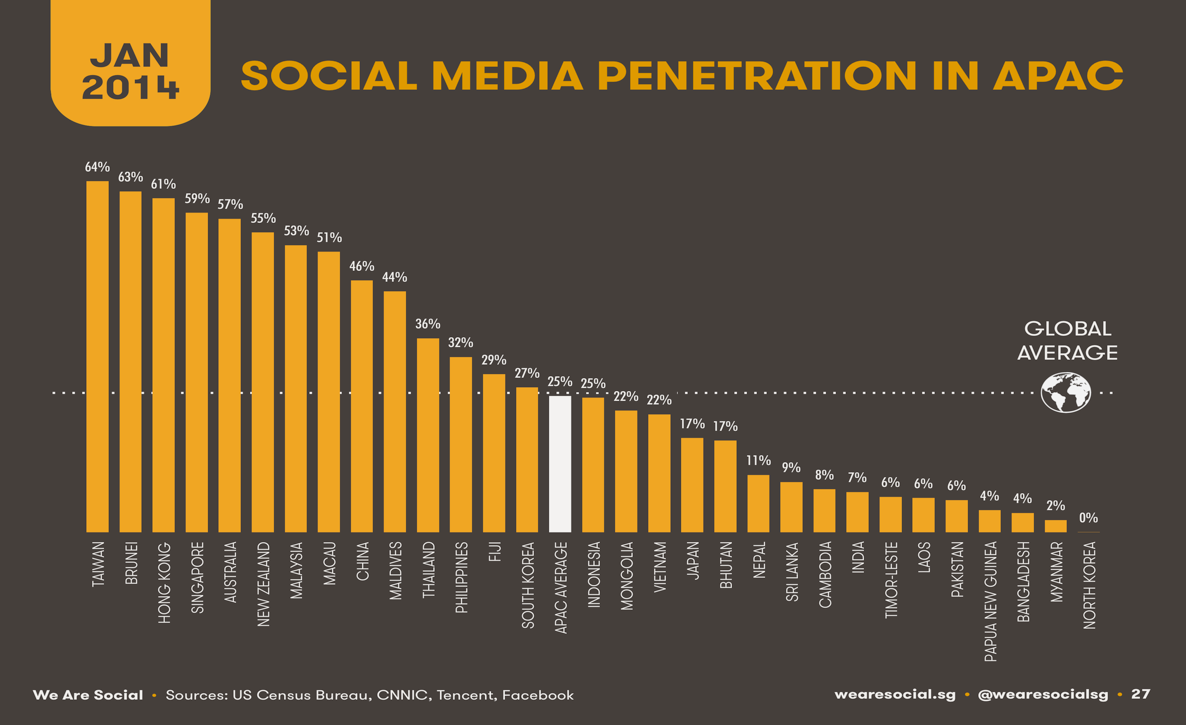 JAN
2014
SOCIAL MEDIA PENETRATION IN APAC
64%
63%
61%
59%
57%
55%
53%
51%
46%
44%
36%
32%
29%
27%
25%
25%
22%
22%
17%
17%
11%
9%
8%
7%
6%
6%
6%
4%
4%
2%
0%
GLOBAL
AVERAGE
TAIWAN
BRUNEI
HONG KONG
SINGAPORE
AUSTRALIA
NEW ZEALAND
MALAYSIA
MACAU
CHINA
MALDIVES
THAILAND
PHILIPPINES
FIJI
SOUTH KOREA
APAC AVERAGE
INDONESIA
MONGOLIA
VIETNAM
JAPAN
BHUTAN
NEPAL
SRI LANKA
CAMBODIA
INDIA
TIMOR-LESTE
LAOS
PAKISTAN
PAPUA NEW GUINEA
BANGLADESH
MYANMAR
NORTH KOREA
We Are Social • Sources: US Census Bureau, CNNIC, Tencent, Facebook
wearesocial.sg • @wearesocialsg • 27